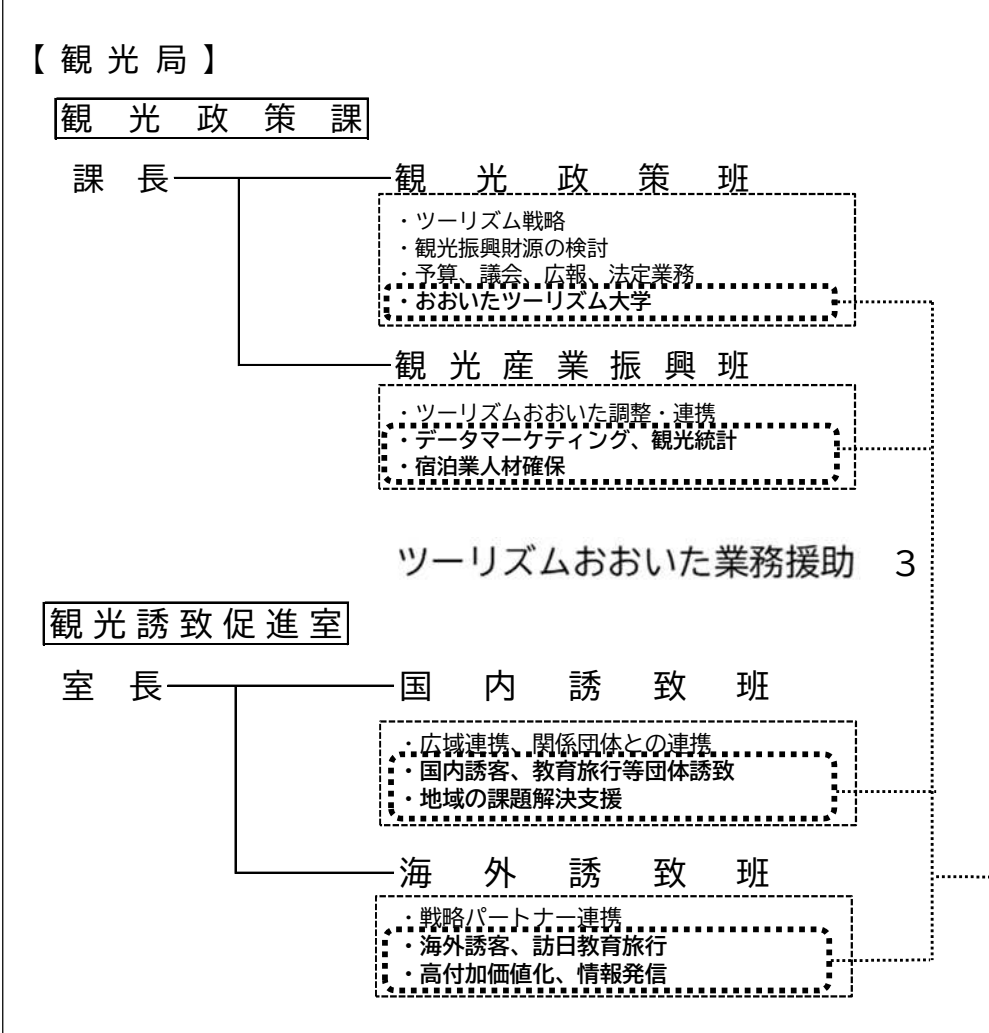 【観光局】
観光政策課
課長
観光政策班
・ツーリズム戦略
・観光振興財源の検討
・予算、議会、広報、法定業務
・おおいたツーリズム大学
観光産業振興班
・ツーリズムおおいた調整・連携
・データマーケティング、観光統計
・宿泊業人材確保
ツーリズムおおいた業務援助 3
観光誘致促進室
室長
国内誘致班
・広域連携、関係団体との連携
・国内誘客、教育旅行等団体誘致
・地域の課題解決支援
海外誘致班
・戦略パートナー連携
・海外誘客、訪日教育旅行
・高付加価値化、情報発信